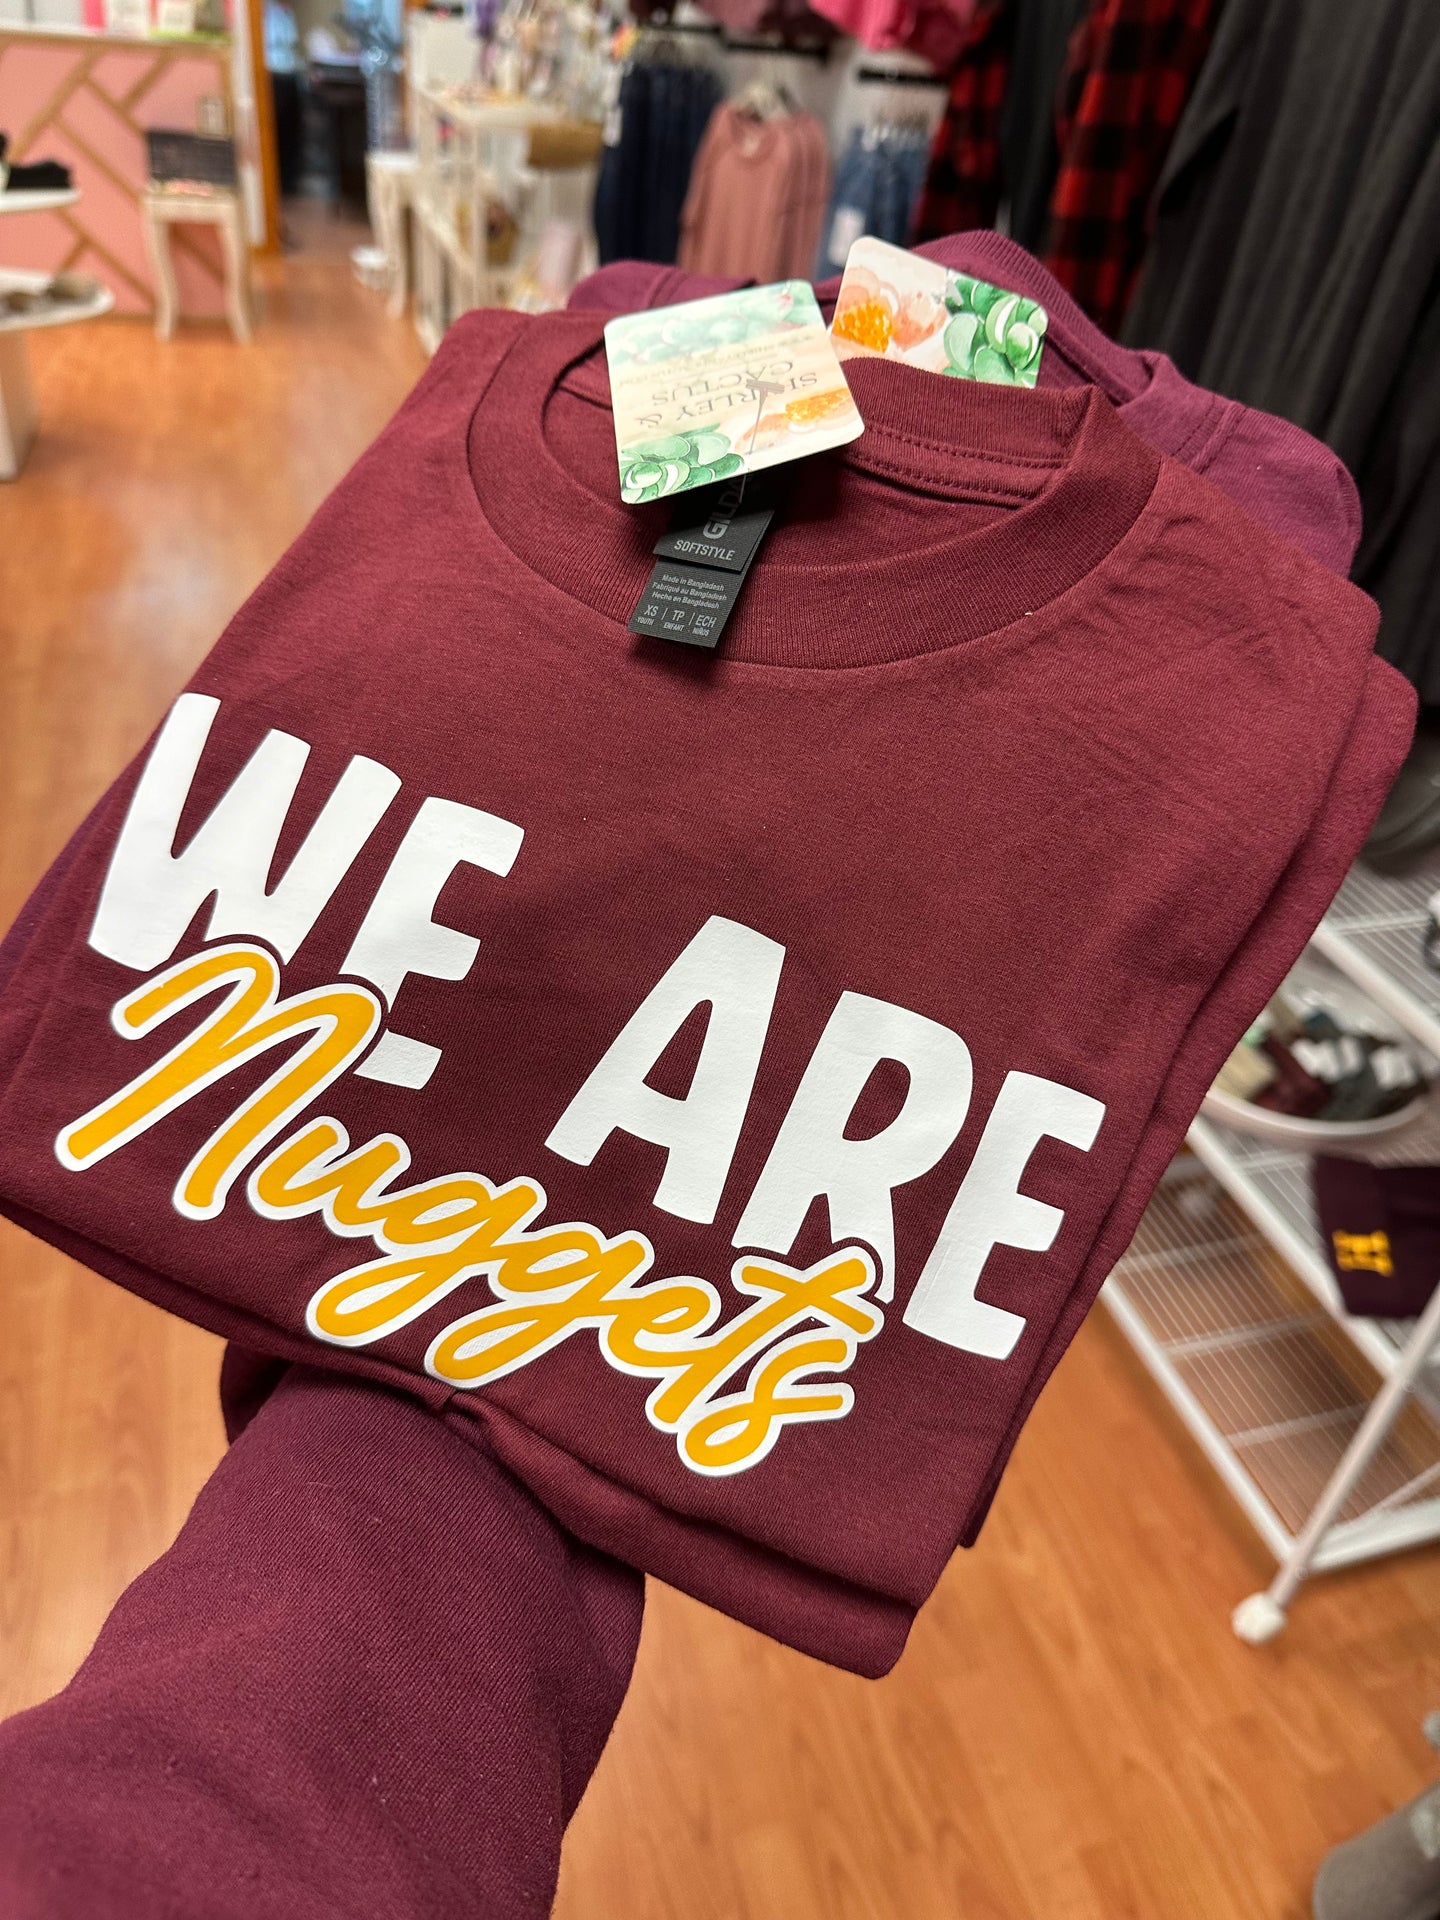 SHIRLEY &
CACTUS
SOFTSTYLE
Made in Bangladesh
Fabriqué au Bangladesh
Hecho en Bangladesh
XS | TP | ECH
YOUTH ENFANT - NIÑOS
WE ARE
Nuggets